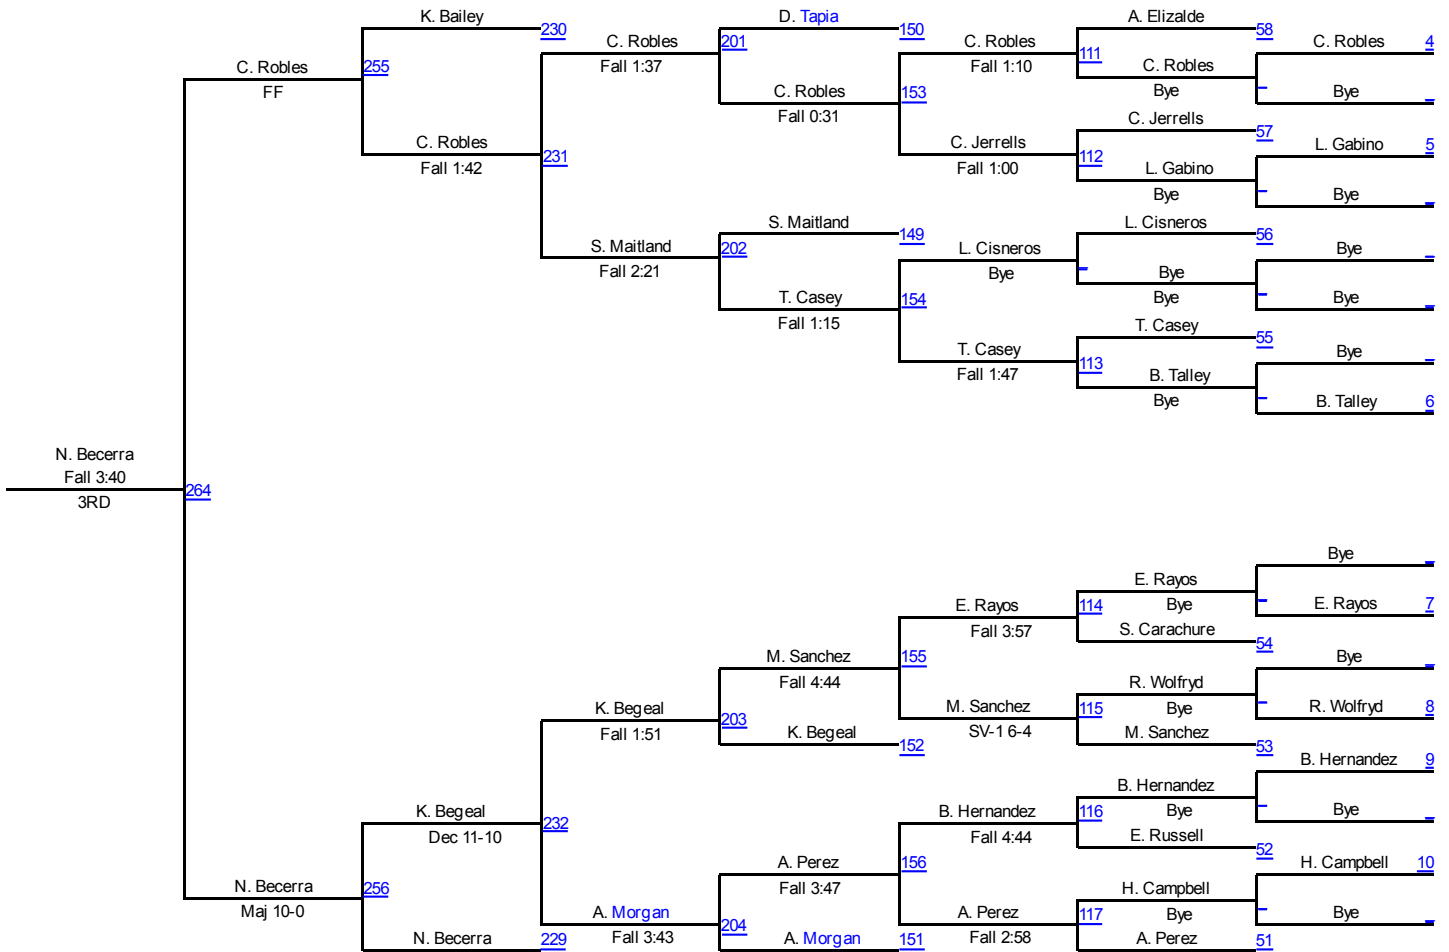 K. Bailey
230
D. Tapia
150
A. Elizalde
58
C. Robles
201
C. Robles
C. Robles
4
C. Robles
255
Fall 1:37
Fall 1:10
111
C. Robles
FF
C. Robles
153
Bye
Bye
Fall 0:31
C. Jerrells
57
C. Robles
231
C. Jerrells
112
L. Gabino
5
Fall 1:42
Fall 1:00
L. Gabino
Bye
Bye
S. Maitland
149
L. Cisneros
56
S. Maitland
202
L. Cisneros
Bye
Fall 2:21
Bye
Bye
T. Casey
154
Bye
Bye
Fall 1:15
T. Casey
55
T. Casey
113
Bye
Fall 1:47
B. Talley
Bye
B. Talley
6
N. Becerra
Fall 3:40
264
3RD
Bye
E. Rayos
E. Rayos
114
Bye
E. Rayos
7
Fall 3:57
S. Carachure
54
M. Sanchez
155
Bye
Fall 4:44
R. Wolfryd
K. Begeal
203
M. Sanchez
115
Bye
R. Wolfryd
8
Fall 1:51
K. Begeal
152
SV-1 6-4
M. Sanchez
53
B. Hernandez
9
B. Hernandez
K. Begeal
232
B. Hernandez
116
Bye
Bye
Dec 11-10
Fall 4:44
E. Russell
52
A. Perez
156
H. Campbell
10
N. Becerra
256
Fall 3:47
H. Campbell
Maj 10-0
A. Morgan
204
A. Perez
117
Bye
Bye
N. Becerra
229
Fall 3:43
A. Morgan
151
Fall 2:58
A. Perez
51